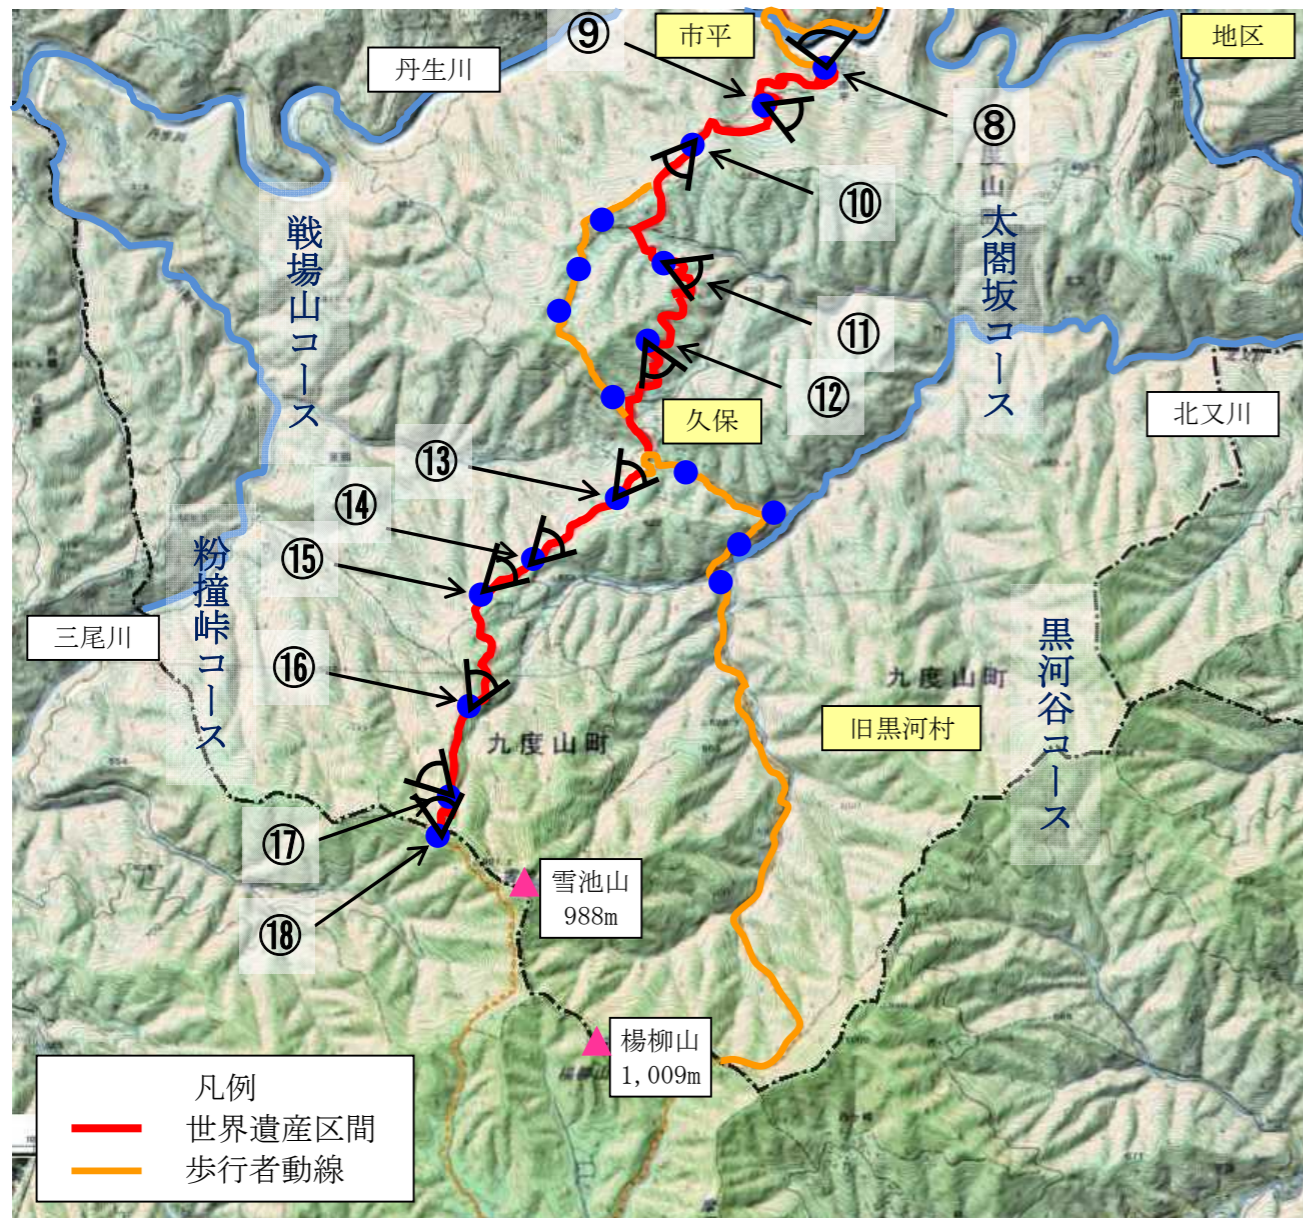 ⑨
市平
地区
丹生川
⑧
⑩
戦場山コース
太閤坂コース
⑪
⑫
北又川
久保
⑬
⑭
⑮
粉撞峠コース
三尾川
黒河谷コース
⑯
九度山町
旧黒河村
九度山町
⑰
雪池山
988m
⑱
楊柳山
1,009m
凡例
世界遺産区間
歩行者動線